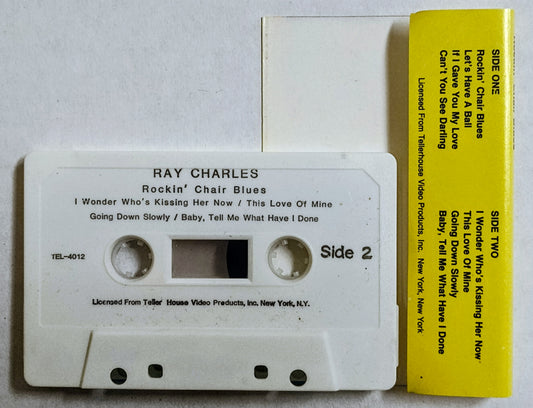 RAY CHARLES
Rockin' Chair Blues
I Wonder Who's Kissing Her Now / This Love Of Mine
Going Down Slowly / Baby, Tell Me What Have I Done
TEL-4012
Side 2
Licensed From Teller House Video Products, Inc. New York, N.Y.
SIDE ONE
Rockin' Chair Blues
Let's Have A Ball
If I Gave You My Love
Can't You See Darling
SIDE TWO
I Wonder Who's Kissing Her Now
This Love Of Mine
Going Down Slowly
Baby, Tell Me What Have I Done
Licensed From Tellerhouse Video Products, Inc. New York, New York